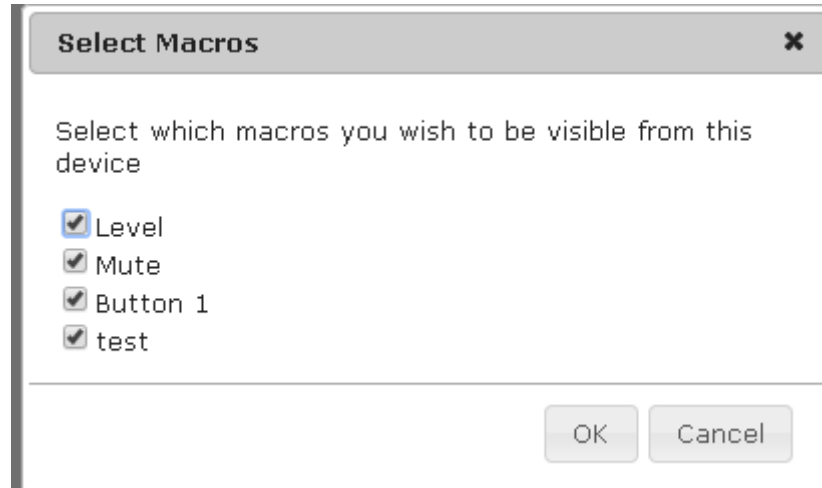 Select Macros
Select which macros you wish to be visible from this
device
Level
Mute
Button 1
test
OK
Cancel